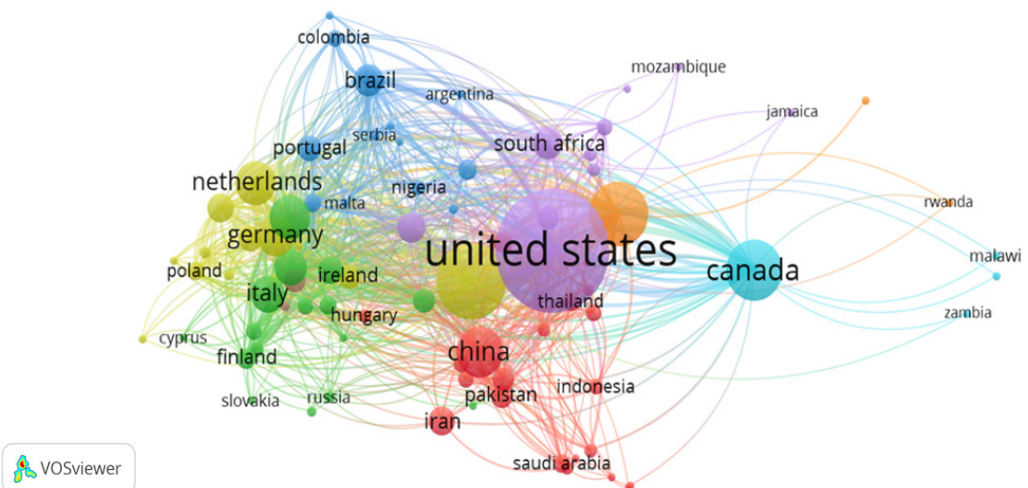 colombia
mozambique
brazil
argentina
jamaica
serbia
south africa
portugal
netherlands
nigeria
malta
rwanda
germany
united states
malawi
poland
ireland
canada
italy
thailand
hungary
zambia
cyprus
finland
china
indonesia
pakistan
slovakia
russia
iran
saudi arabia
VOSviewer